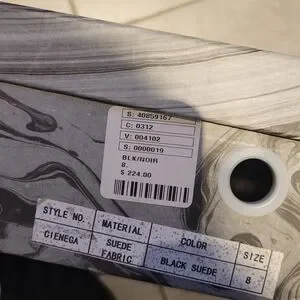 S: 40859167
C: 0312
V: 004102
S: 0000019
BLK/NOIR
8.
$ 224.00
STYLE NO. MATERIAL COLOR SIZE
CIENEGA SUEDE FABRIC BLACK SUEDE 8